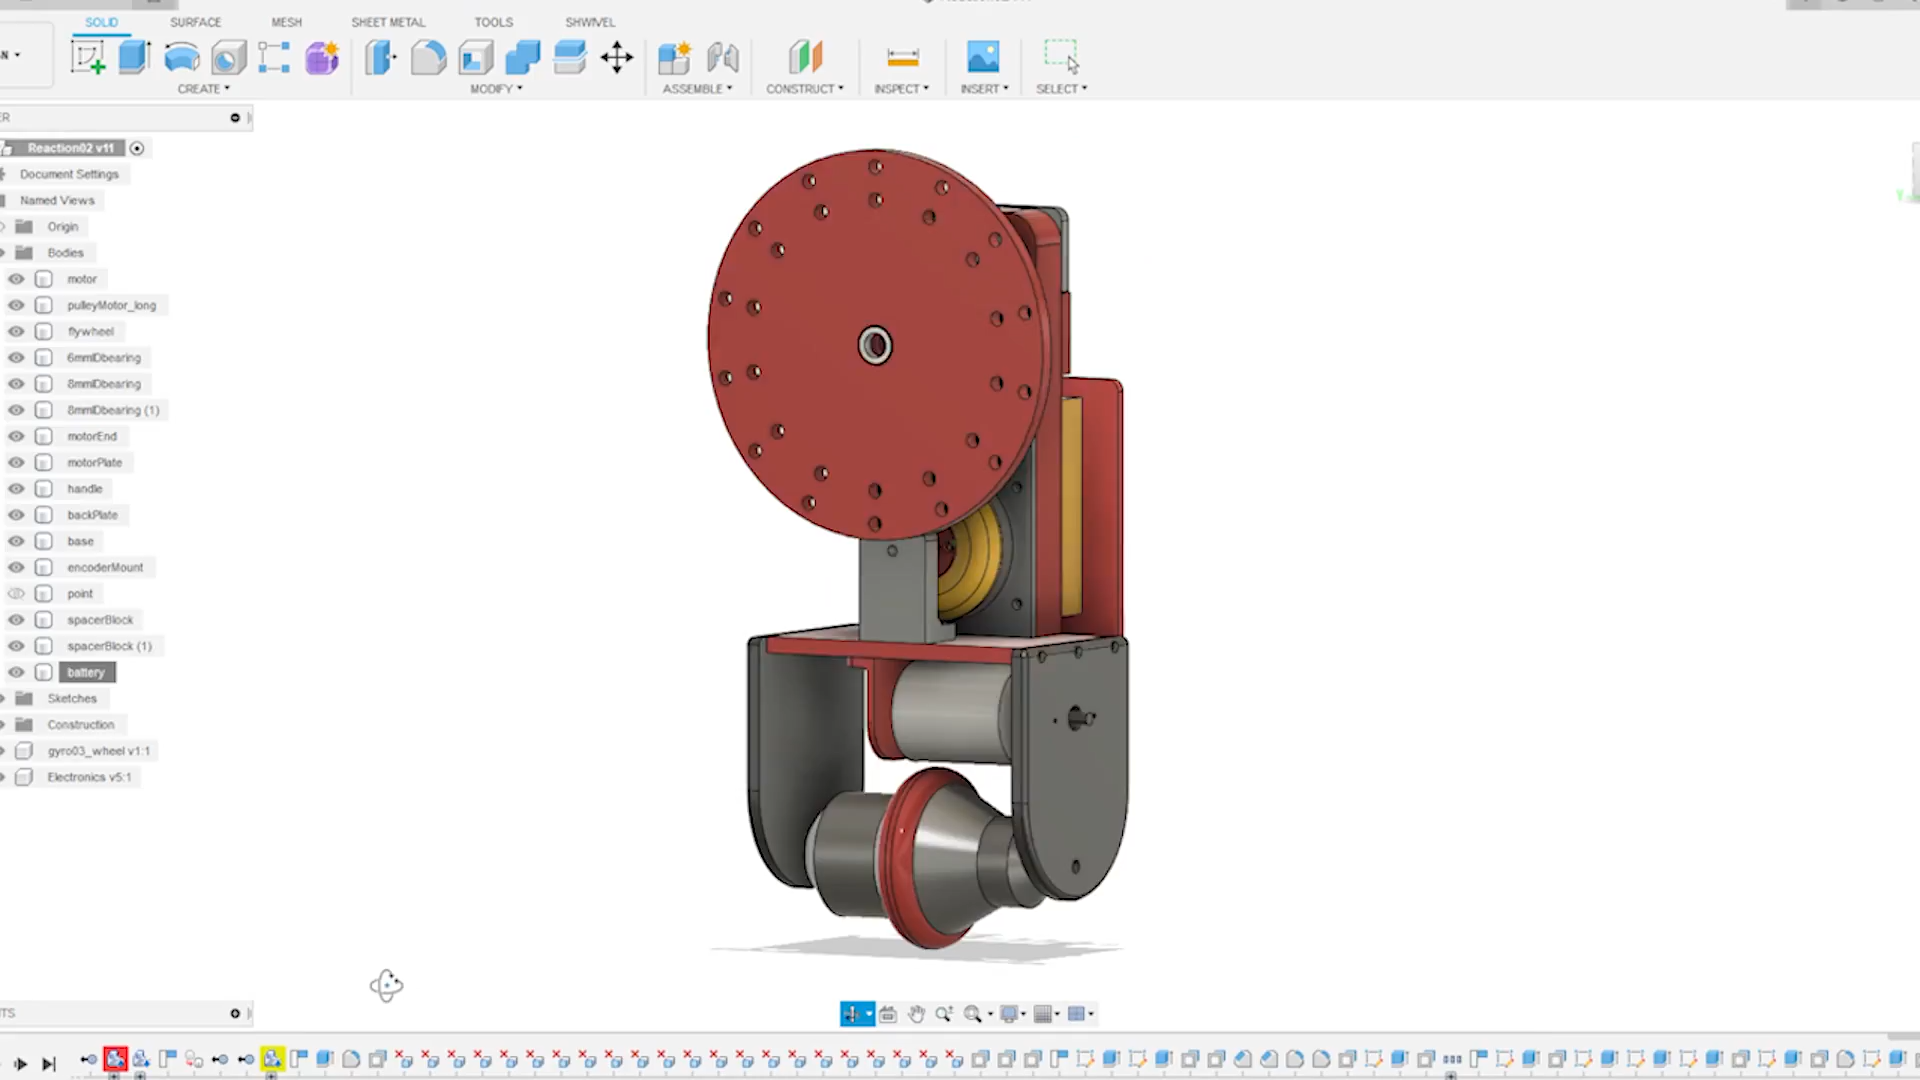 SOLID SURFACE MESH SHEET METAL TOOLS SHWIVEL
N
CREATE MODIFY ASSEMBLE CONSTRUCT INSPECT INSERT SELECT
ER
Reaction02 v11
Document Settings
Named Views
Origin
Bodies
motor
pulleyMotor_long
flywheel
6mmIDbearing
8mmIDbearing
8mmIDbearing (1)
motorEnd
motorPlate
handle
backPlate
base
encoderMount
point
spacerBlock
spacerBlock (1)
battery
Sketches
Construction
gyro03_wheel v1:1
Electronics v5:1
TS